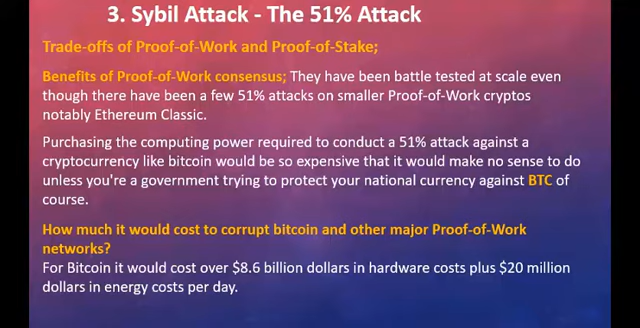 3. Sybil Attack - The 51% Attack
Trade-offs of Proof-of-Work and Proof-of-Stake;
Benefits of Proof-of-Work consensus; They have been battle tested at scale even
though there have been a few 51% attacks on smaller Proof-of-Work cryptos
notably Ethereum Classic.
Purchasing the computing power required to conduct a 51% attack against a
cryptocurrency like bitcoin would be so expensive that it would make no sense to do
unless you're a government trying to protect your national currency against BTC of
course.
How much it would cost to corrupt bitcoin and other major Proof-of-Work
networks?
For Bitcoin it would cost over $8.6 billion dollars in hardware costs plus $20 million
dollars in energy costs per day.